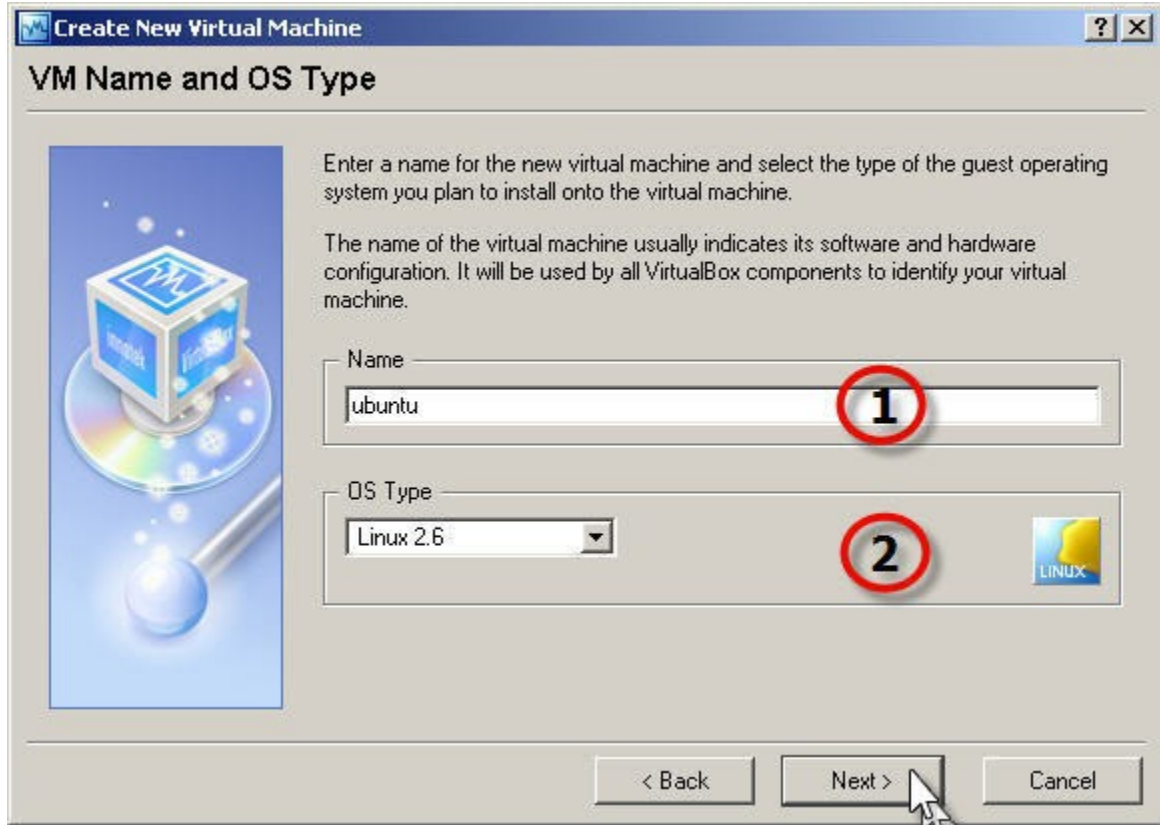 Create New Virtual Machine
VM Name and OS Type
Enter a name for the new virtual machine and select the type of the guest operating
system you plan to install onto the virtual machine.
The name of the virtual machine usually indicates its software and hardware
configuration. It will be used by all VirtualBox components to identify your virtual
machine.
innotek
VirtualBox
Name
ubuntu
1
OS Type
Linux 2.6
2
LINUX
< Back
Next >
Cancel